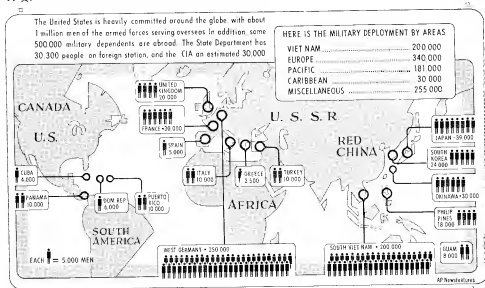 The United States is heavily committed around the globe, with about
1 million men of the armed forces serving overseas. In addition, some
500 000 military dependents are abroad. The State Department has
30 300 people on foreign station, and the CIA an estimated 30,000
HERE IS THE MILITARY DEPLOYMENT BY AREAS
VIET NAM 200 000
EUROPE 340 000
PACIFIC 181 000
CARIBBEAN 30 000
MISCELLANEOUS 255 000
CANADA
U.S.
U.S.S.R
RED
CHINA
AFRICA
SOUTH
AMERICA
UNITED
KINGDOM
20 000
FRANCE • 30 000
SPAIN
5 000
ITALY
10 000
GREECE
2 500
TURKEY
10 000
JAPAN • 39 000
SOUTH
KOREA
54 000
OKINAWA • 30 000
PHILIP
PINES
18 000
GUAM
8 000
CUBA
4 000
PANAMA
10 000
DOM REP
6,000
PUERTO
RICO
10 000
WEST GERMANY • 250 000
SOUTH VIET NAM • 200 000
EACH = 5,000 MEN
AP Newsfeatures